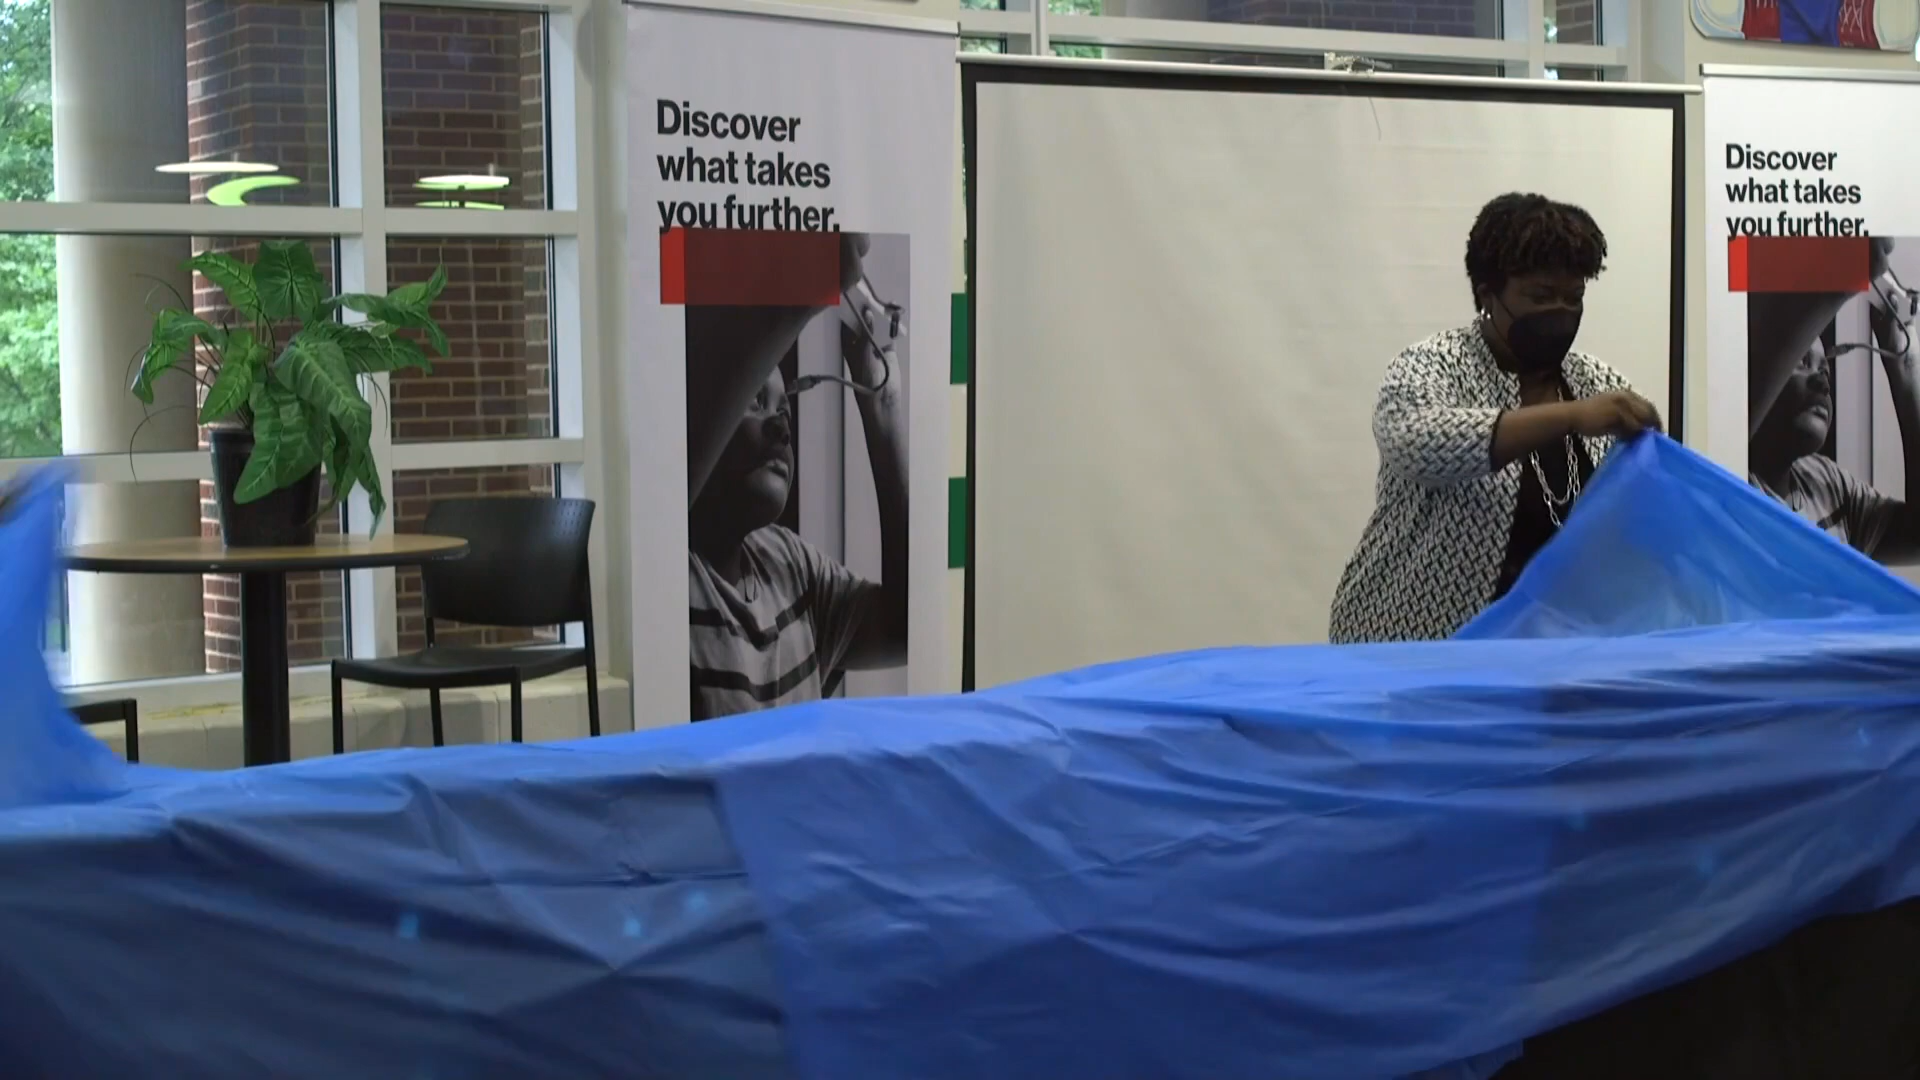 Discover
what takes
you further.
Discover
what takes
you further.